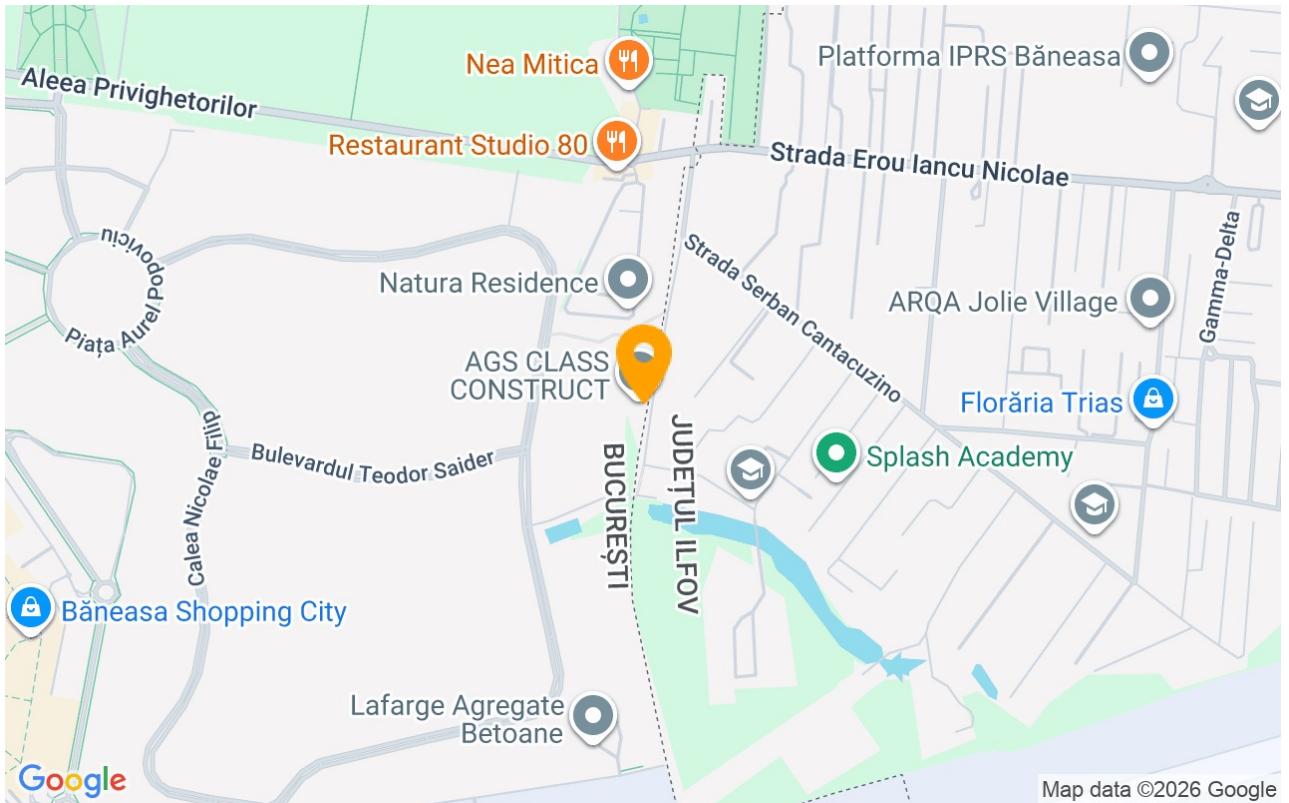 Nea Mitica
Platforma IPRS Băneasa
Aleea Privighetorilor
Restaurant Studio 80
Strada Erou Iancu Nicolae
Gamma-Delta
Piața Aurel Popoviciu
Strada Serban Cantacuzino
Natura Residence
ARQA Jolie Village
AGS CLASS
CONSTRUCT
Florăria Trias
Calea Nicolae Filip
Bulevardul Teodor Saider
BUCUREȘTI
JUDEȚUL ILFOV
Splash Academy
Băneasa Shopping City
Lafarge Agregate
Betoane
Google
Map data ©2026 Google